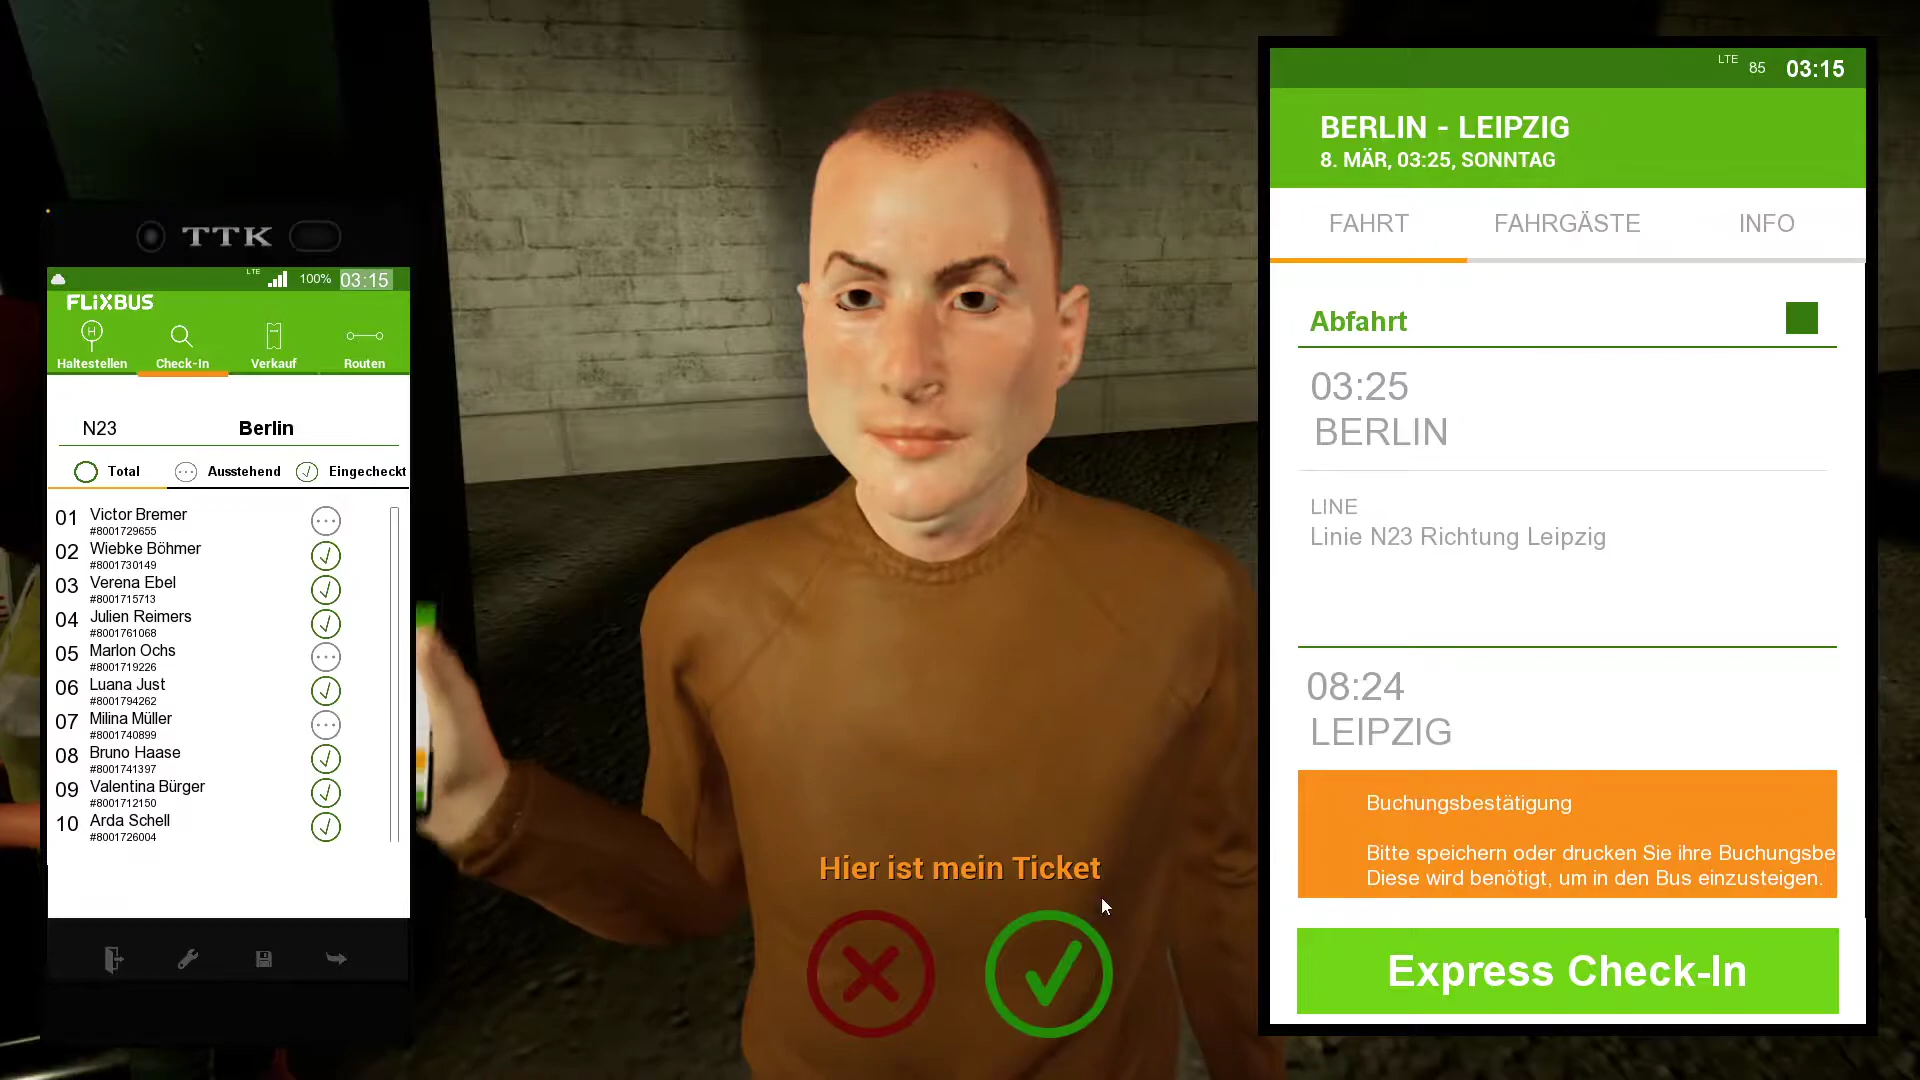 TTK
LTE 100% 03:15
FLiXBUS
Haltestellen Check-In Verkauf Routen
N23 Berlin
Total Ausstehend Eingecheckt
01 Victor Bremer
#8001729655
02 Wiebke Böhmer
#8001730149
03 Verena Ebel
#8001715713
04 Julien Reimers
#8001761068
05 Marlon Ochs
#8001719226
06 Luana Just
#8001794262
07 Milina Müller
#8001740899
08 Bruno Haase
#8001741397
09 Valentina Bürger
#8001712150
10 Arda Schell
#8001726004
Hier ist mein Ticket
LTE 85 03:15
BERLIN - LEIPZIG
8. MÄR, 03:25, SONNTAG
FAHRT FAHRGÄSTE INFO
Abfahrt
03:25
BERLIN
LINE
Linie N23 Richtung Leipzig
08:24
LEIPZIG
Buchungsbestätigung
Bitte speichern oder drucken Sie ihre Buchungsbe
Diese wird benötigt, um in den Bus einzusteigen.
Express Check-In